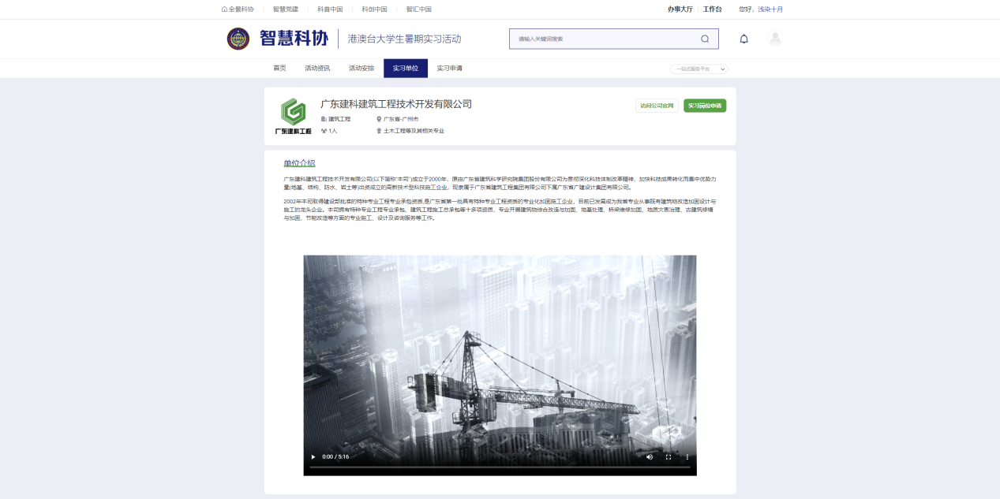 全景科协 智慧党建 科普中国 科创中国 智汇中国 办事大厅 工作台 您好，浅染十月
智慧科协 港澳台大学生暑期实习活动 请输入关键词搜索
首页 活动资讯 活动安排 实习单位 实习申请 一站式服务平台
广东建科建筑工程技术开发有限公司 访问公司官网 实习岗位申请
建筑工程 广东省-广州市
广东建科工程 1人 土木工程等及其相关专业
单位介绍
广东建科建筑工程技术开发有限公司(以下简称“本司”)成立于2000年，原由广东省建筑科学研究院集团股份有限公司为贯彻深化科技体制改革精神，加快科技成果转化而集中优势力
量(地基、结构、防水、岩土等)出资成立的高新技术型科技施工企业，现隶属于广东省建筑工程集团有限公司下属广东省广建设计集团有限公司。
2002年本司取得建设部批准的特种专业工程专业承包资质,是广东省第一批具有特种专业工程资质的专业化加固施工企业，目前已发展成为我省专业从事既有建筑物改造加固设计与
施工的龙头企业。本司拥有特种专业工程专业承包、建筑工程施工总承包等十多项资质，专业开展建筑物综合改造与加固、地基处理、桥梁维修加固、地质灾害治理、古建筑修缮
与加固、节能改造等方面的专业施工、设计及咨询服务等工作。
0:00 / 5:16